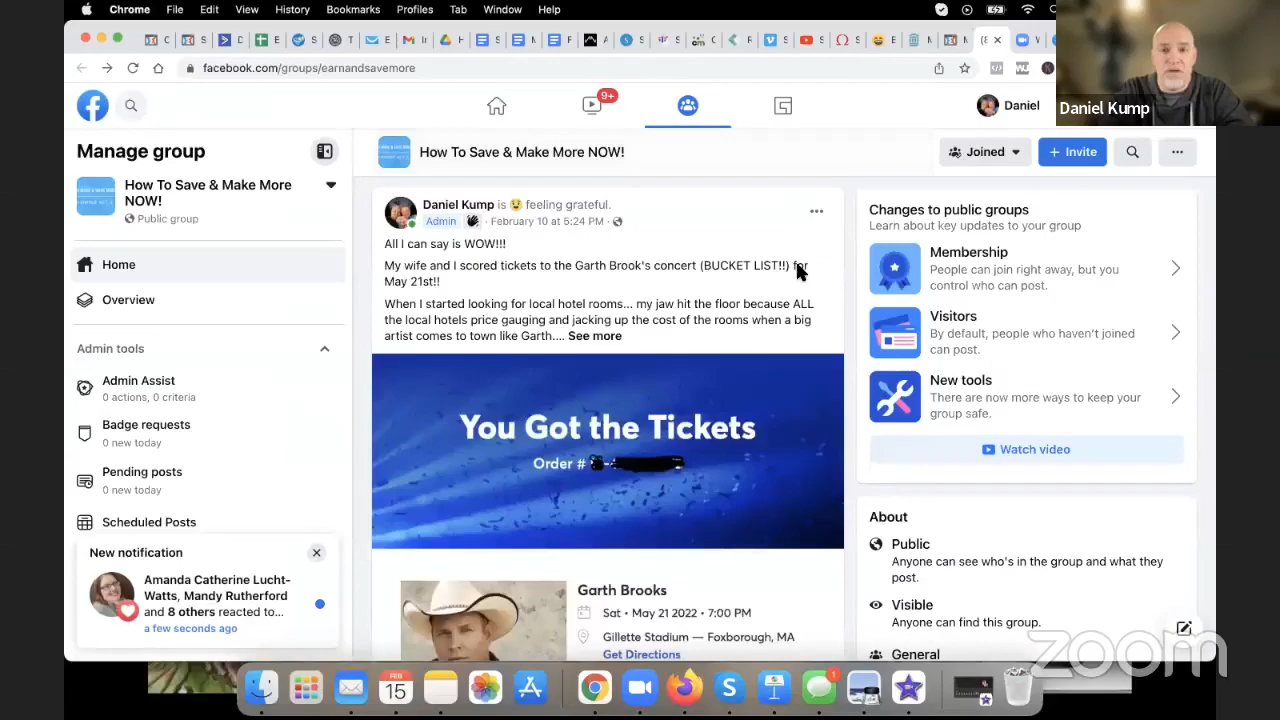 Chrome File Edit View History Bookmarks Profiles Tab Window Help
facebook.com/groups/earnandsavemore
Daniel Kump
9+
Daniel
Manage group
How To Save & Make More NOW!
Joined
+ Invite
How To Save & Make More
NOW!
Public group
Home
Overview
Admin tools
Admin Assist
0 actions, 0 criteria
Badge requests
0 new today
Pending posts
0 new today
Scheduled Posts
New notification
Amanda Catherine Lucht-
Watts, Mandy Rutherford
and 8 others reacted to...
a few seconds ago
Daniel Kump is feeling grateful.
Admin · February 10 at 5:24 PM ·
All I can say is WOW!!!
My wife and I scored tickets to the Garth Brook's concert (BUCKET LIST!!) for
May 21st!!
When I started looking for local hotel rooms... my jaw hit the floor because ALL
the local hotels price gauging and jacking up the cost of the rooms when a big
artist comes to town like Garth.... See more
You Got the Tickets
Order #
Garth Brooks
Sat • May 21 2022 • 7:00 PM
Gillette Stadium — Foxborough, MA
Get Directions
Changes to public groups
Learn about key updates to your group
Membership
People can join right away, but you
control who can post.
Visitors
By default, people who haven't joined
can post.
New tools
There are now more ways to keep your
group safe.
Watch video
About
Public
Anyone can see who's in the group and what they
post.
Visible
Anyone can find this group.
General
zoom
FEB
15
1